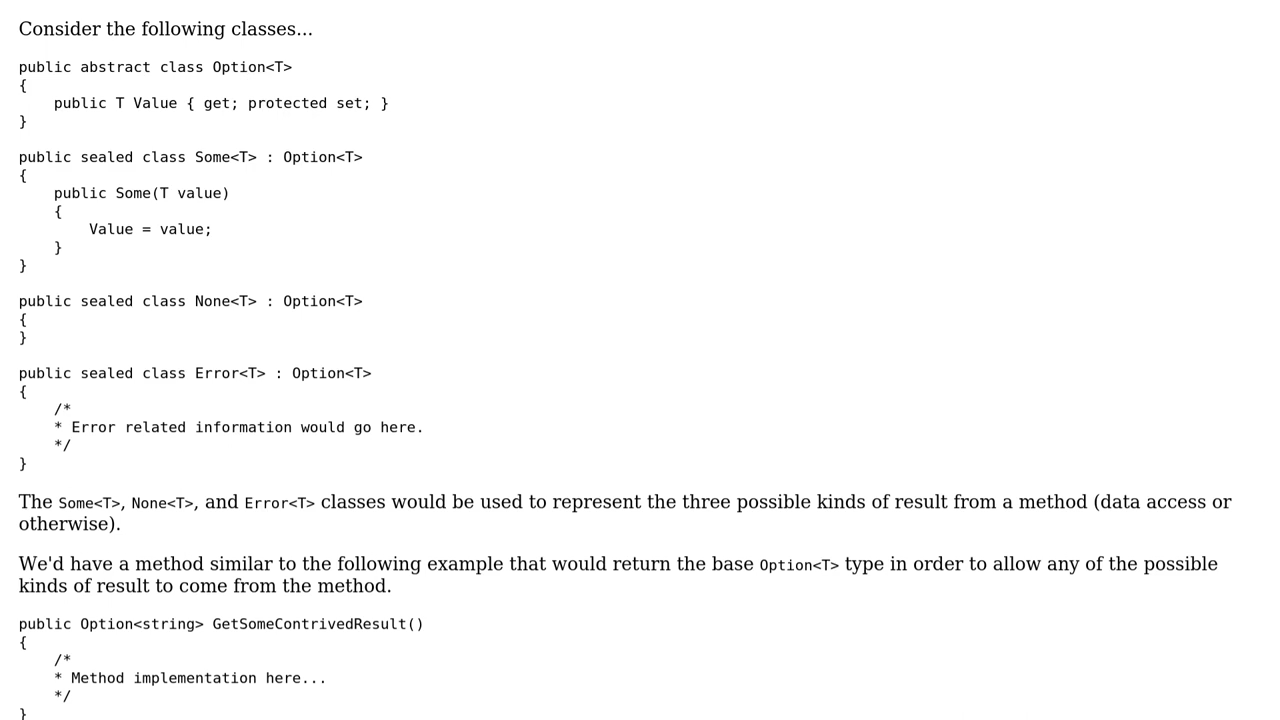 Consider the following classes...
public abstract class Option<T>
{
    public T Value { get; protected set; }
}
public sealed class Some<T> : Option<T>
{
    public Some(T value)
    {
        Value = value;
    }
}
public sealed class None<T> : Option<T>
{
}
public sealed class Error<T> : Option<T>
{
    /*
    * Error related information would go here.
    */
}
The Some<T>, None<T>, and Error<T> classes would be used to represent the three possible kinds of result from a method (data access or
otherwise).
We'd have a method similar to the following example that would return the base Option<T> type in order to allow any of the possible
kinds of result to come from the method.
public Option<string> GetSomeContrivedResult()
{
    /*
    * Method implementation here...
    */
}